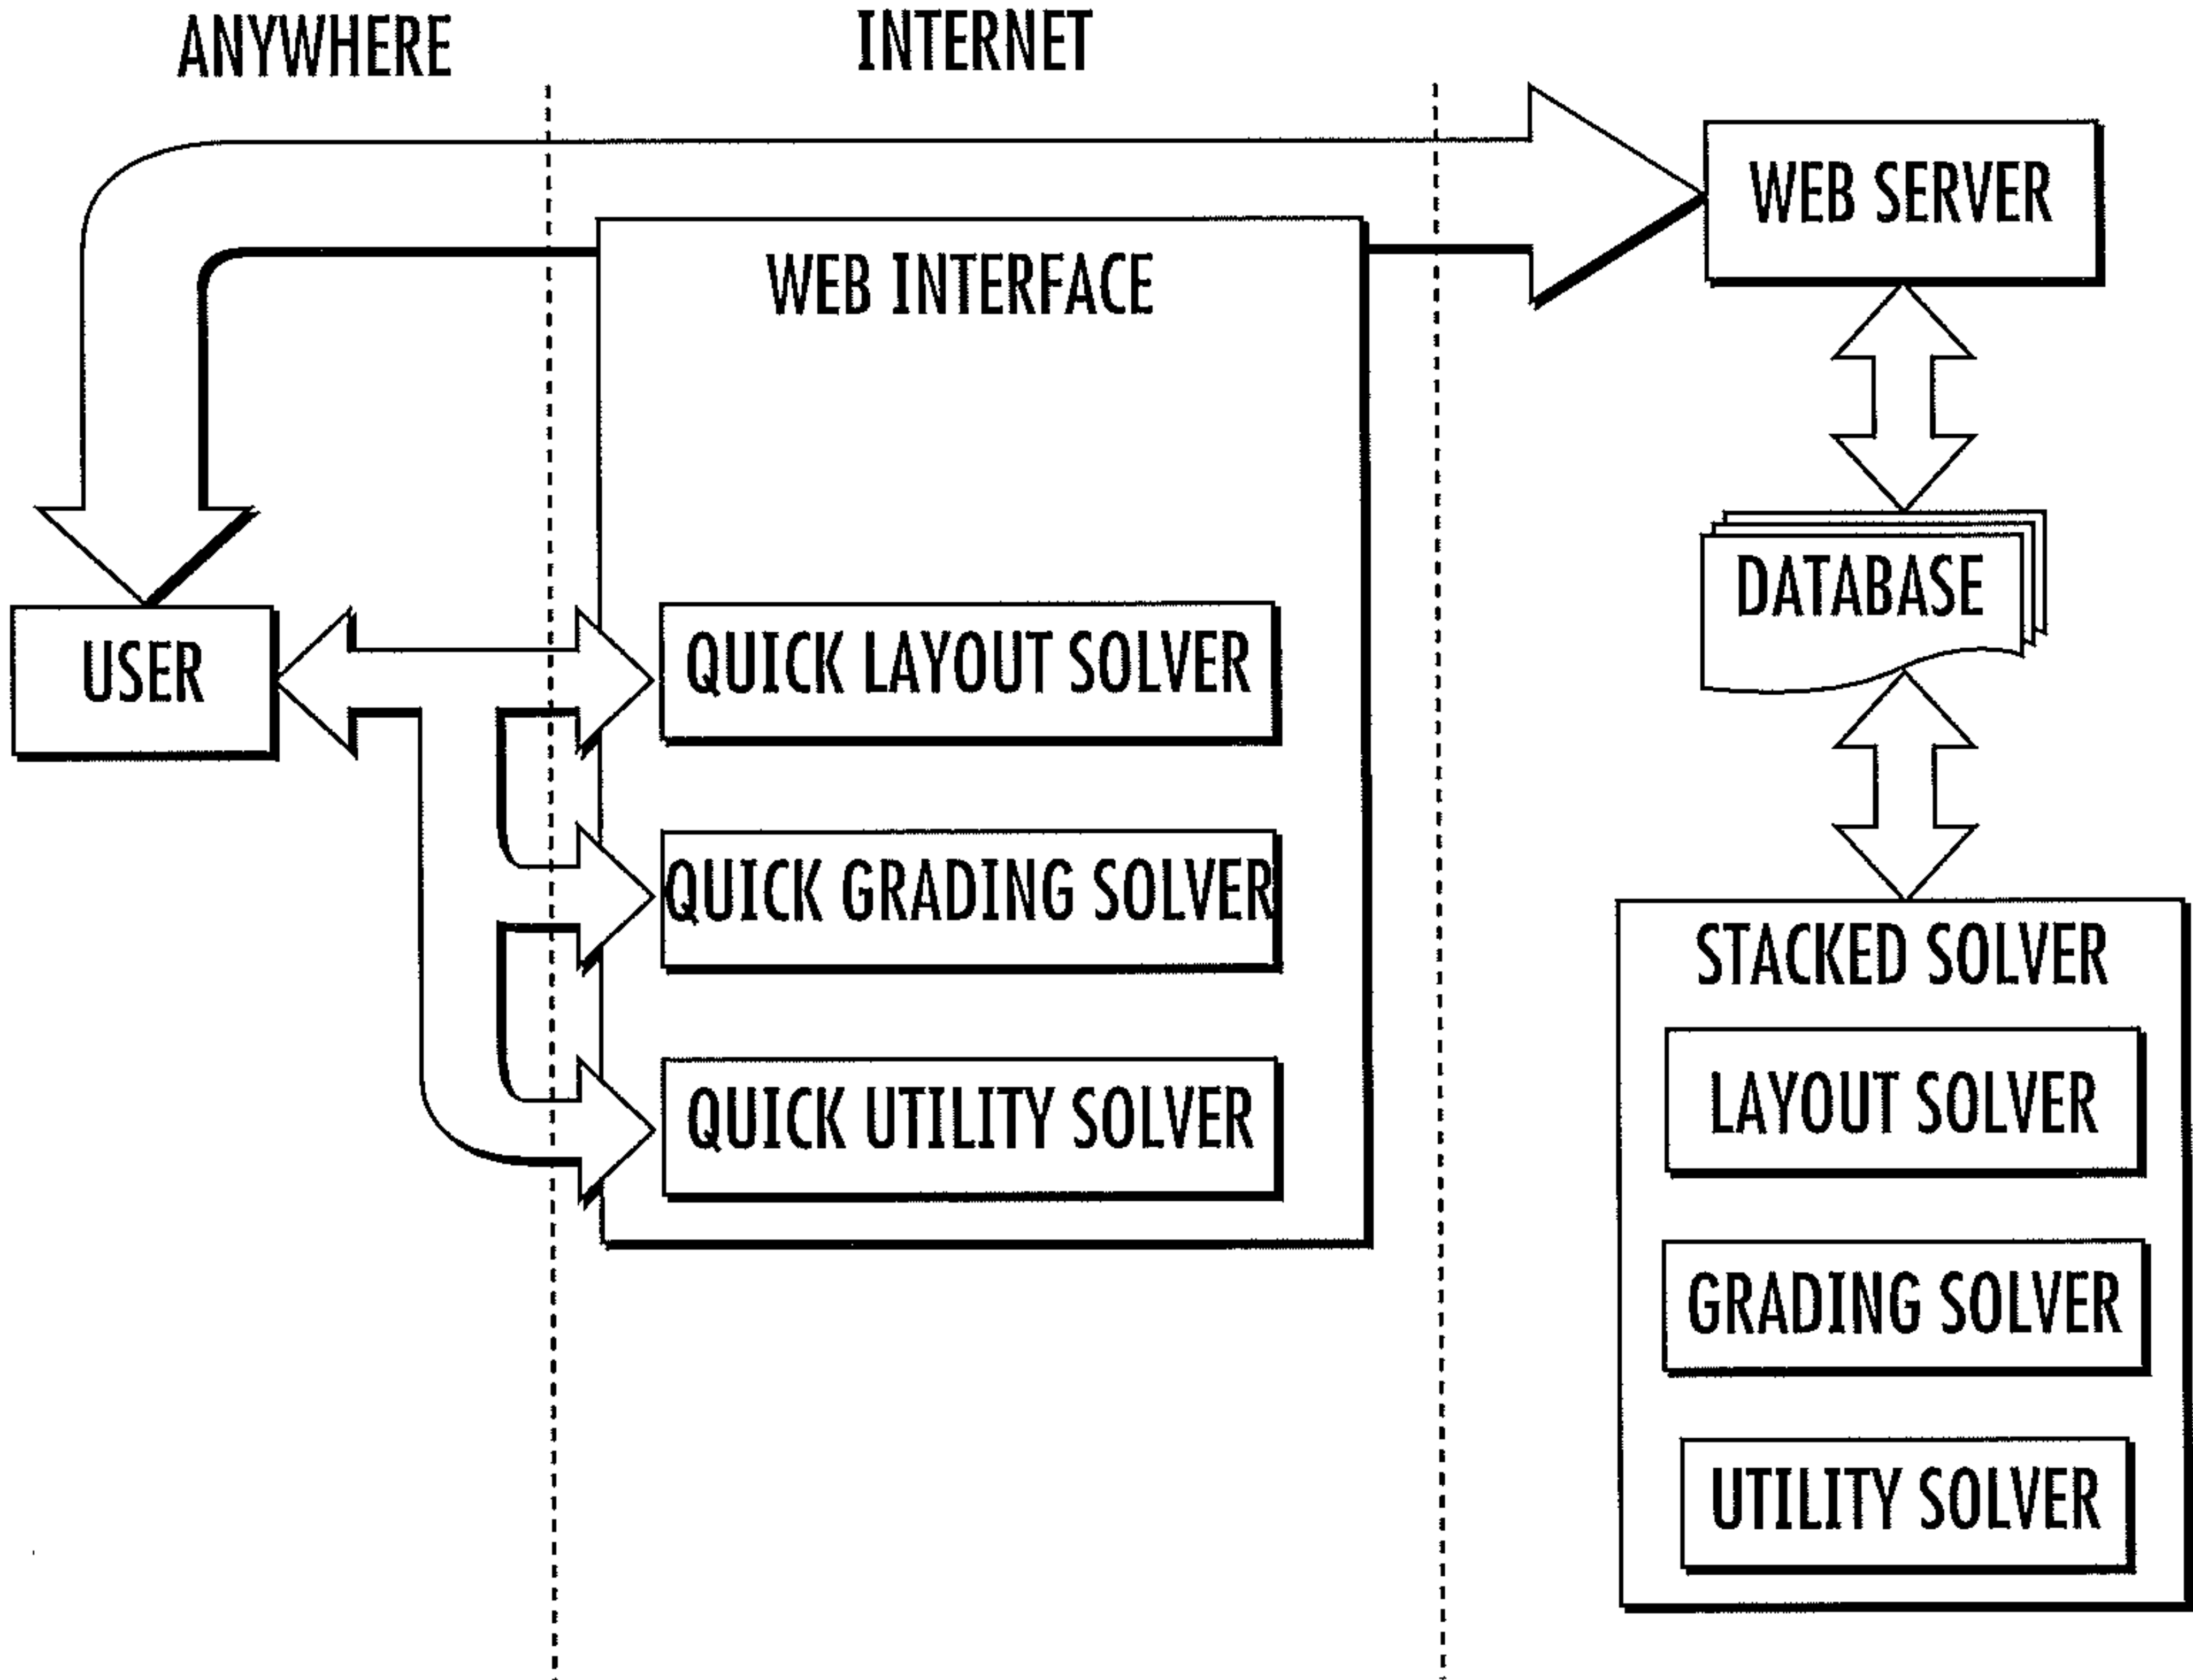 ANYWHERE
INTERNET
WEB SERVER
WEB INTERFACE
DATABASE
USER
QUICK LAYOUT SOLVER
QUICK GRADING SOLVER
QUICK UTILITY SOLVER
STACKED SOLVER
LAYOUT SOLVER
GRADING SOLVER
UTILITY SOLVER